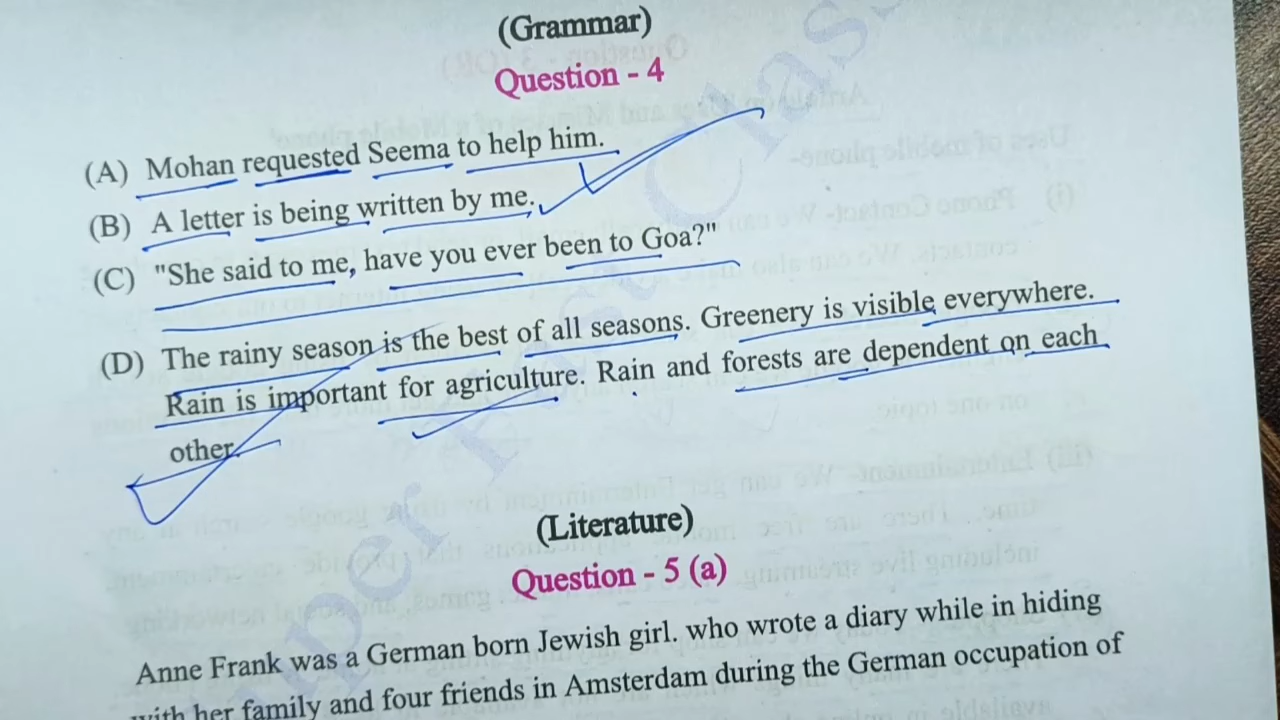 (Grammar)
Question - 4
(A) Mohan requested Seema to help him.
(B) A letter is being written by me.
(C) "She said to me, have you ever been to Goa?"
(D) The rainy season is the best of all seasons. Greenery is visible everywhere.
Rain is important for agriculture. Rain and forests are dependent on each
other.
(Literature)
Question - 5 (a)
Anne Frank was a German born Jewish girl. who wrote a diary while in hiding
with her family and four friends in Amsterdam during the German occupation of